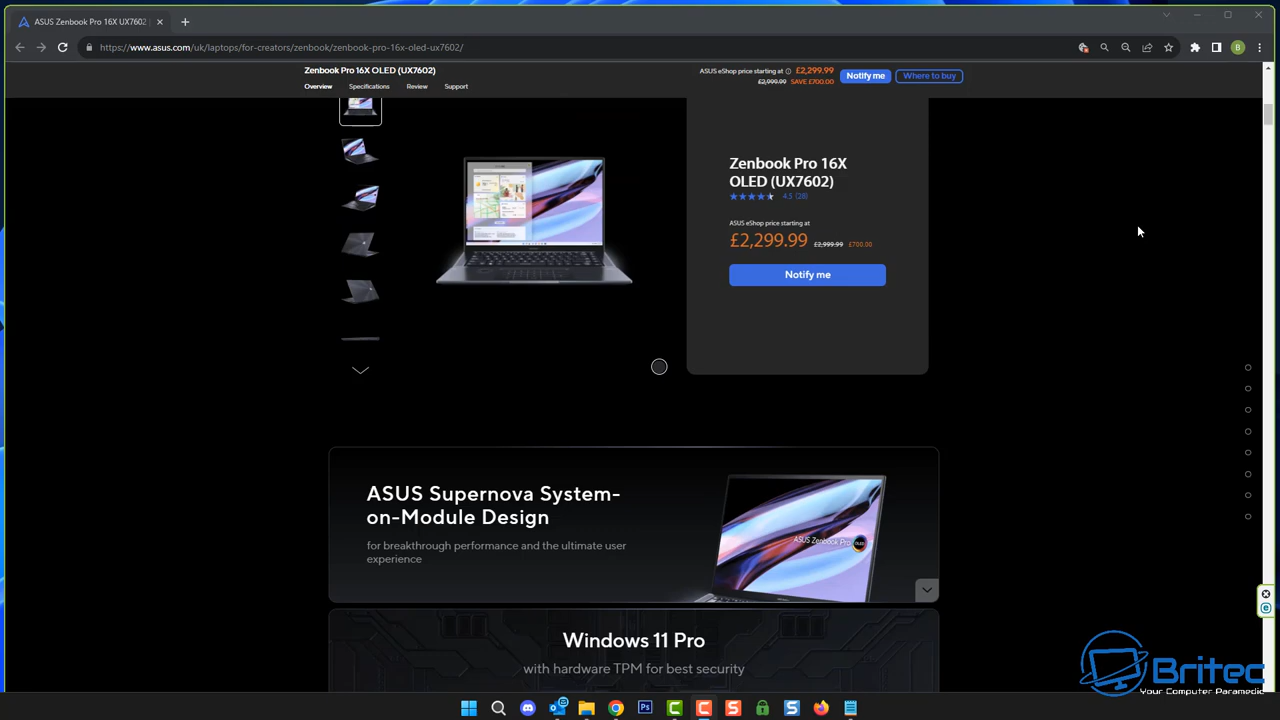 ASUS Zenbook Pro 16X UX7602
https://www.asus.com/uk/laptops/for-creators/zenbook/zenbook-pro-16x-oled-ux7602/
B
Zenbook Pro 16X OLED (UX7602)
ASUS eShop price starting at £2,299.99
£2,999.99 SAVE £700.00
Notify me
Where to buy
Overview
Specifications
Review
Support
Zenbook Pro 16X
OLED (UX7602)
4.5 (28)
ASUS eShop price starting at
£2,299.99 £2,999.99 £700.00
Notify me
ASUS Supernova System-
on-Module Design
for breakthrough performance and the ultimate user
experience
ASUS Zenbook Pro OLED
Windows 11 Pro
with hardware TPM for best security
Britec
Your Computer Paramedic